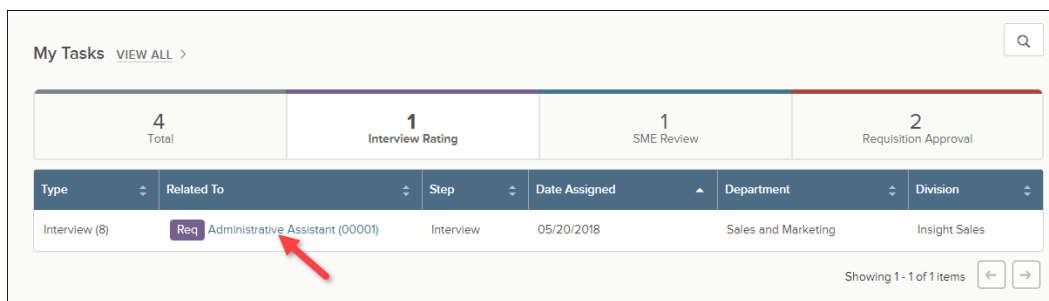 My Tasks VIEW ALL >
4 1 1 2
Total Interview Rating SME Review Requisition Approval
Type Related To Step Date Assigned Department Division
Interview (8) Req Administrative Assistant (00001) Interview 05/20/2018 Sales and Marketing Insight Sales
Showing 1 - 1 of 1 items